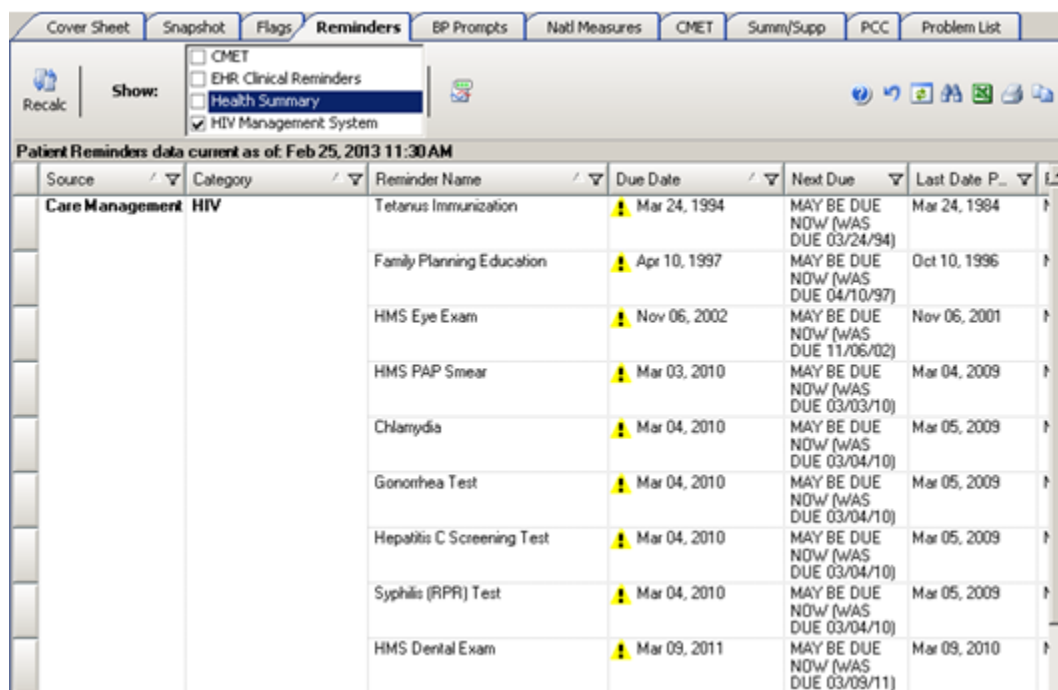 Cover Sheet Snapshot Flags Reminders BP Prompts Natl Measures CMET Summ/Supp PCC Problem List
CMET
EHR Clinical Reminders
Recalc Show: Health Summary
HIV Management System
Patient Reminders data current as of: Feb 25, 2013 11:30 AM
Source Category Reminder Name Due Date Next Due Last Date P...
Care Management HIV Tetanus Immunization Mar 24, 1994 MAY BE DUE Mar 24, 1984
NOW (WAS
DUE 03/24/94)
Family Planning Education Apr 10, 1997 MAY BE DUE Oct 10, 1996
NOW (WAS
DUE 04/10/97)
HMS Eye Exam Nov 06, 2002 MAY BE DUE Nov 06, 2001
NOW (WAS
DUE 11/06/02)
HMS PAP Smear Mar 03, 2010 MAY BE DUE Mar 04, 2009
NOW (WAS
DUE 03/03/10)
Chlamydia Mar 04, 2010 MAY BE DUE Mar 05, 2009
NOW (WAS
DUE 03/04/10)
Gonorrhea Test Mar 04, 2010 MAY BE DUE Mar 05, 2009
NOW (WAS
DUE 03/04/10)
Hepatitis C Screening Test Mar 04, 2010 MAY BE DUE Mar 05, 2009
NOW (WAS
DUE 03/04/10)
Syphilis (RPR) Test Mar 04, 2010 MAY BE DUE Mar 05, 2009
NOW (WAS
DUE 03/04/10)
HMS Dental Exam Mar 09, 2011 MAY BE DUE Mar 09, 2010
NOW (WAS
DUE 03/09/11)